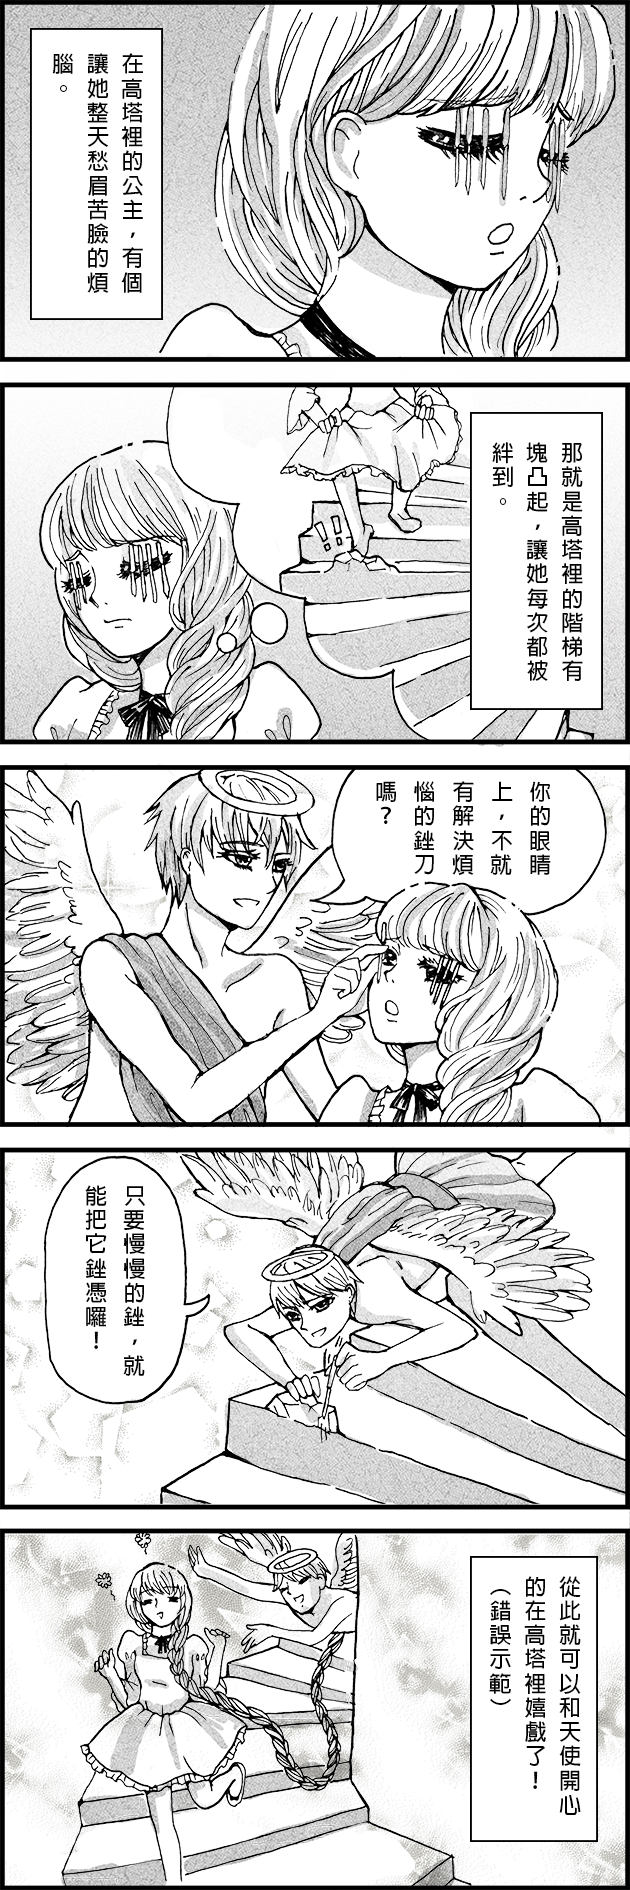 在高塔裡的公主，有個
讓她整天愁眉苦臉的煩
腦。
那就是高塔裡的階梯有
塊凸起，讓她每次都被
絆到。
!!
你的眼睛
上，不就
有解決煩
惱的銼刀
嗎？
只要慢慢的銼，就
能把它銼憑囉！
從此就可以和天使開心
的在高塔裡嬉戲了！
（錯誤示範）